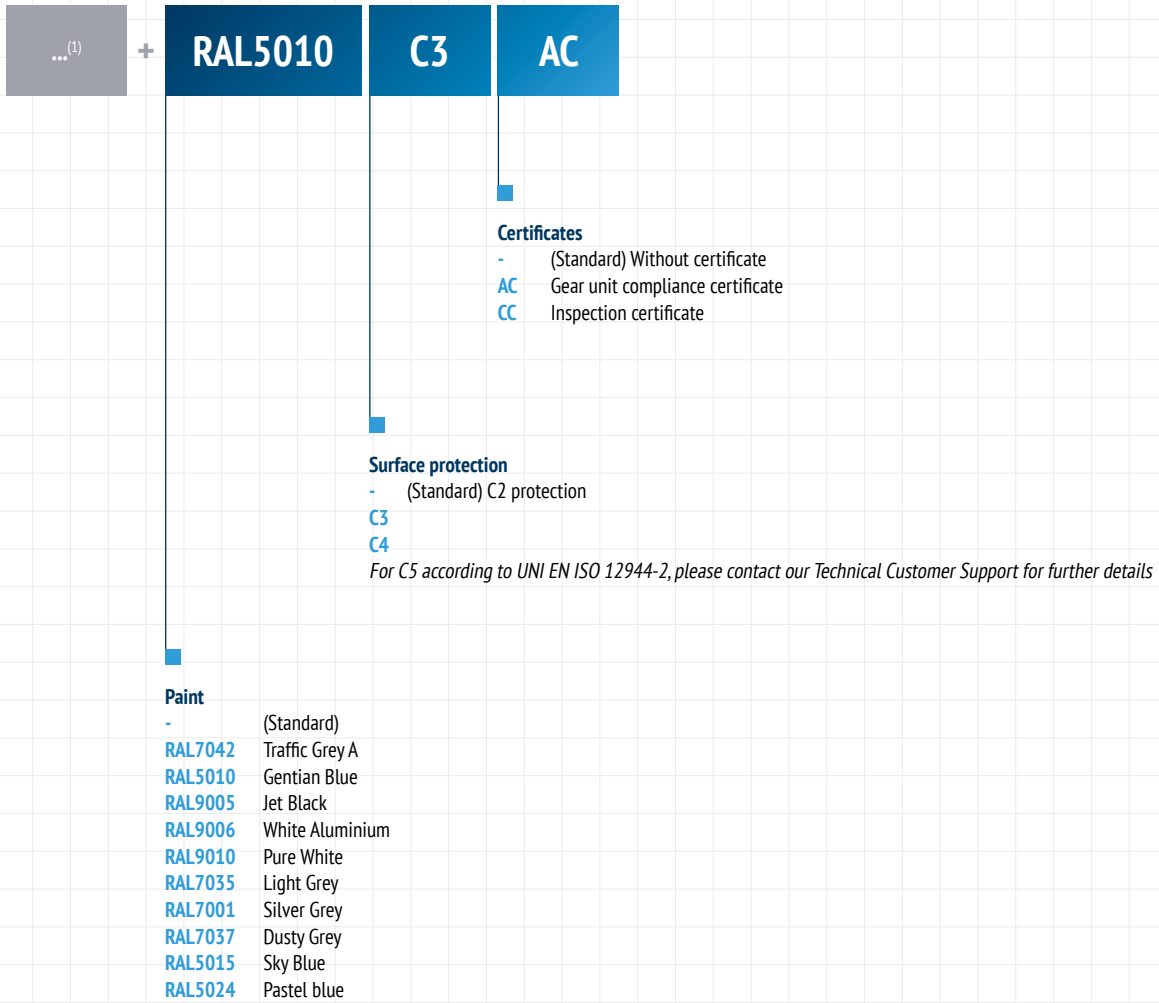 ...(1) + RAL5010 C3 AC
Certificates
- (Standard) Without certificate
AC Gear unit compliance certificate
CC Inspection certificate
Surface protection
- (Standard) C2 protection
C3
C4
For C5 according to UNI EN ISO 12944-2, please contact our Technical Customer Support for further details
Paint
- (Standard)
RAL7042 Traffic Grey A
RAL5010 Gentian Blue
RAL9005 Jet Black
RAL9006 White Aluminium
RAL9010 Pure White
RAL7035 Light Grey
RAL7001 Silver Grey
RAL7037 Dusty Grey
RAL5015 Sky Blue
RAL5024 Pastel blue